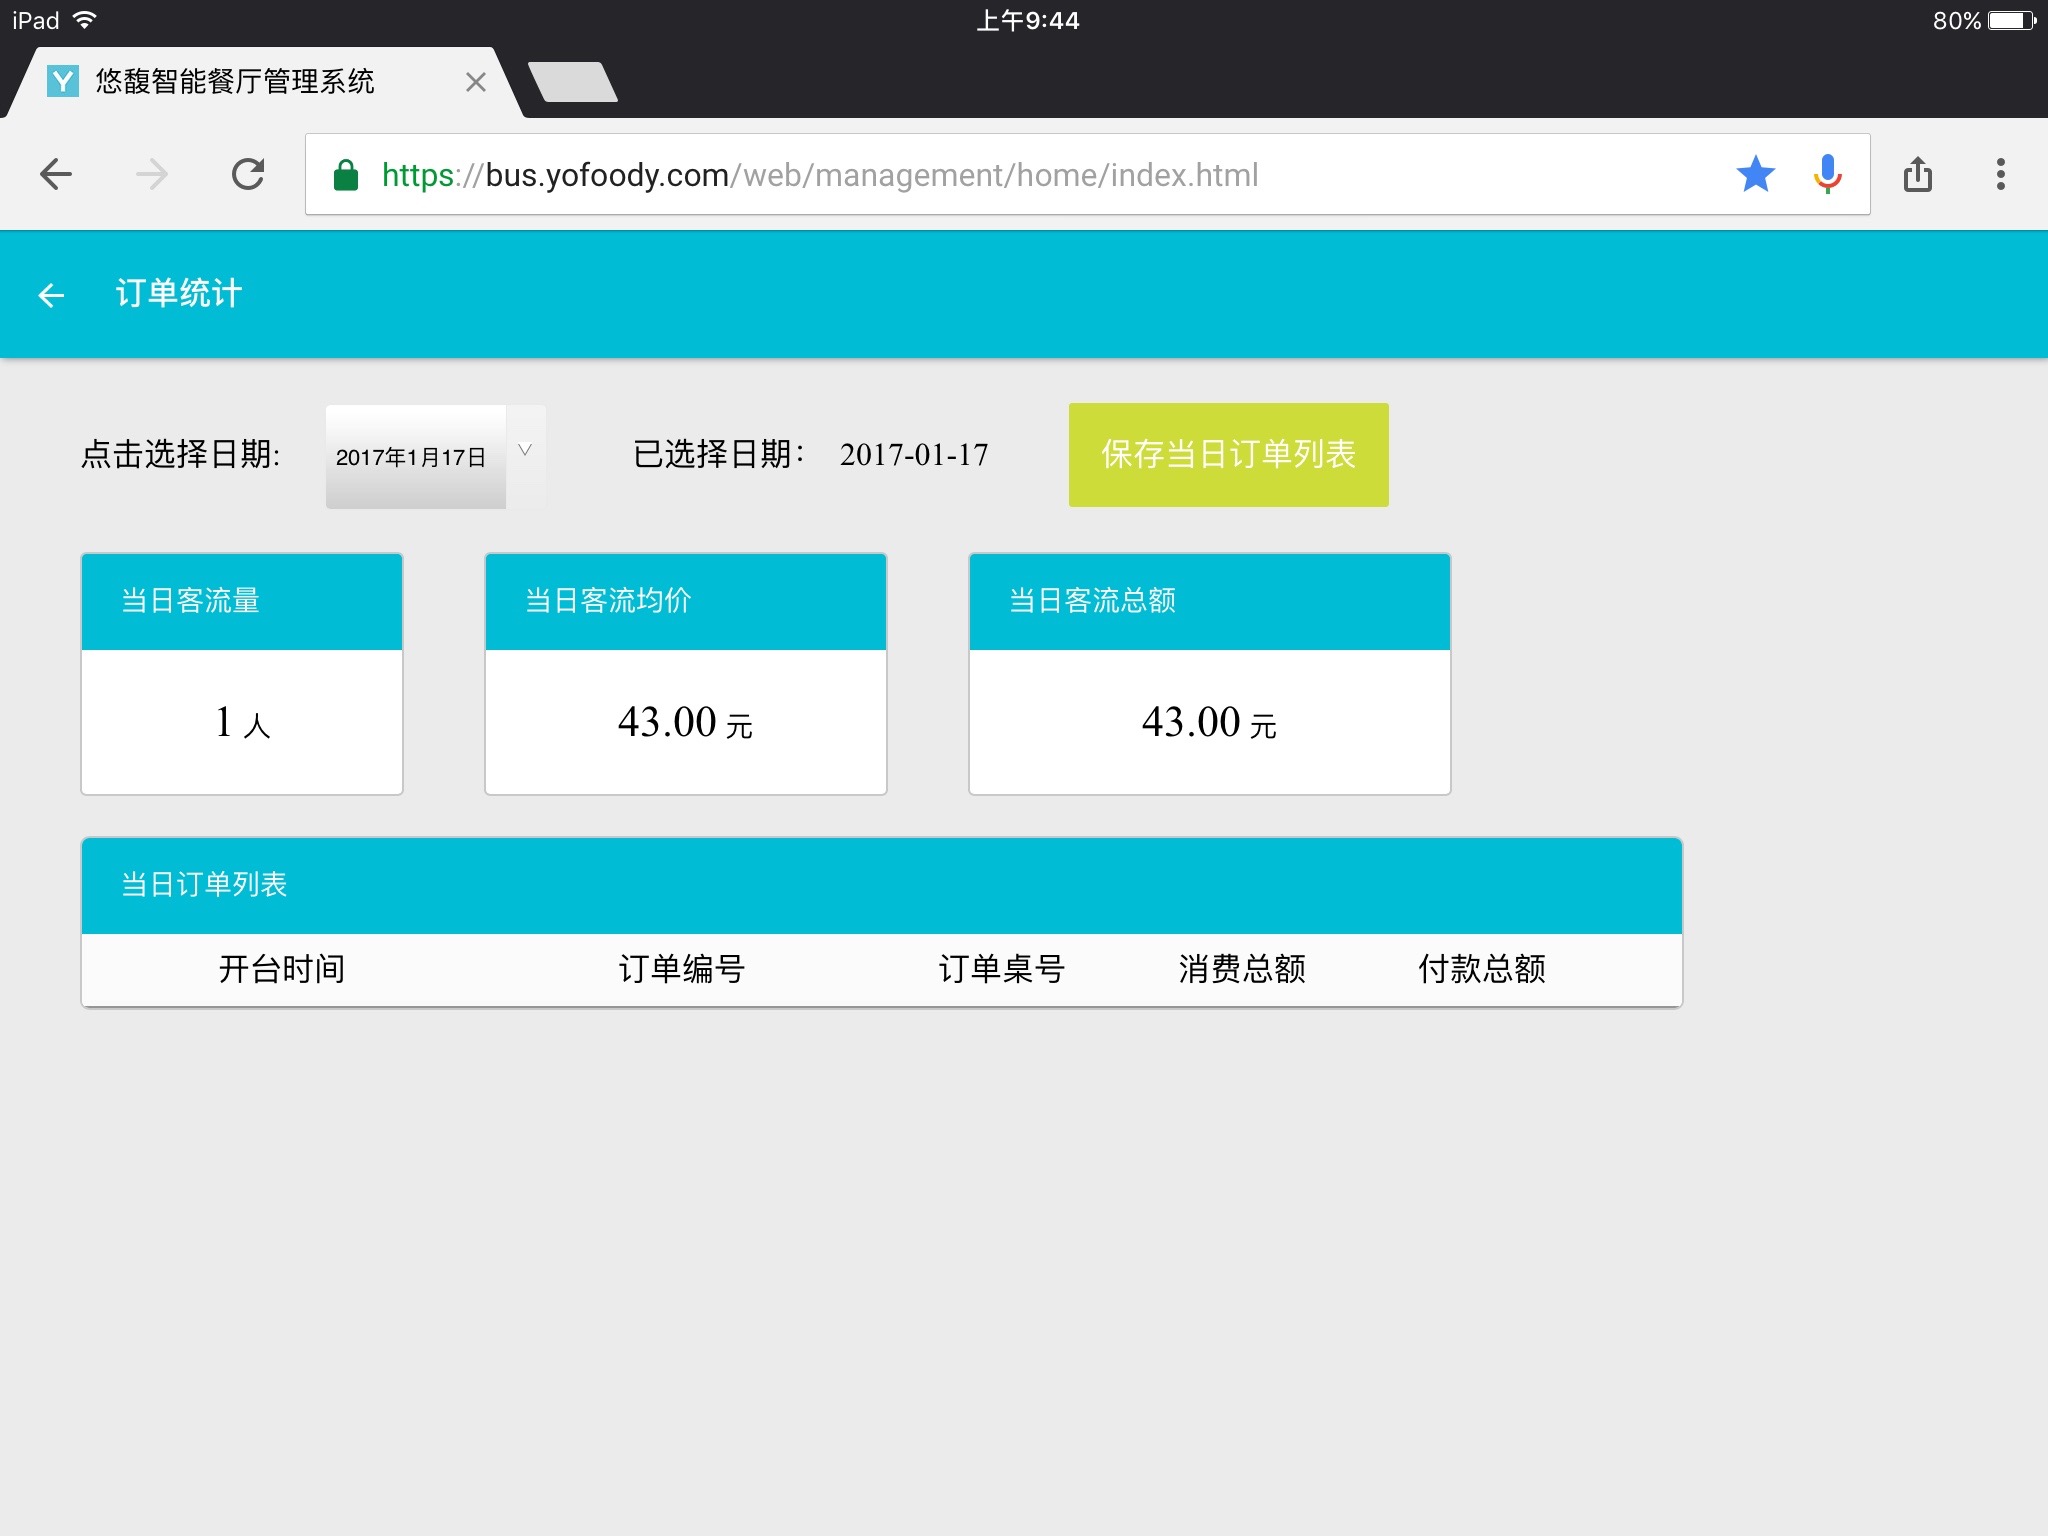 iPad 上午9:44 80%
悠馥智能餐厅管理系统
https://bus.yofoody.com/web/management/home/index.html
订单统计
点击选择日期: 2017年1月17日 已选择日期： 2017-01-17 保存当日订单列表
当日客流量 当日客流均价 当日客流总额
1 人 43.00 元 43.00 元
当日订单列表
开台时间 订单编号 订单桌号 消费总额 付款总额